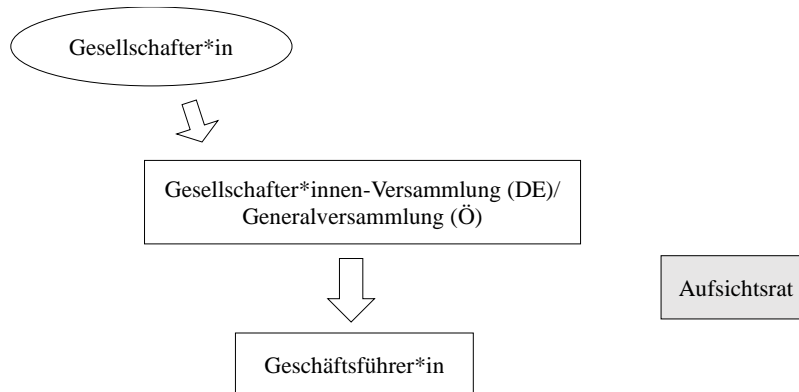 Gesellschafter*in
Gesellschafter*innen-Versammlung (DE)/
Generalversammlung (Ö)
Aufsichtsrat
Geschäftsführer*in